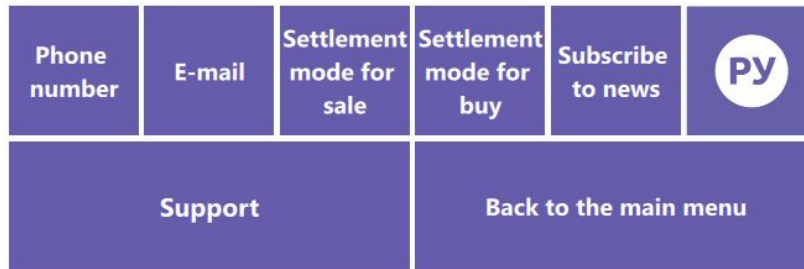 Phone
number
E-mail
Settlement
mode for
sale
Settlement
mode for
buy
Subscribe
to news
РУ
Support
Back to the main menu